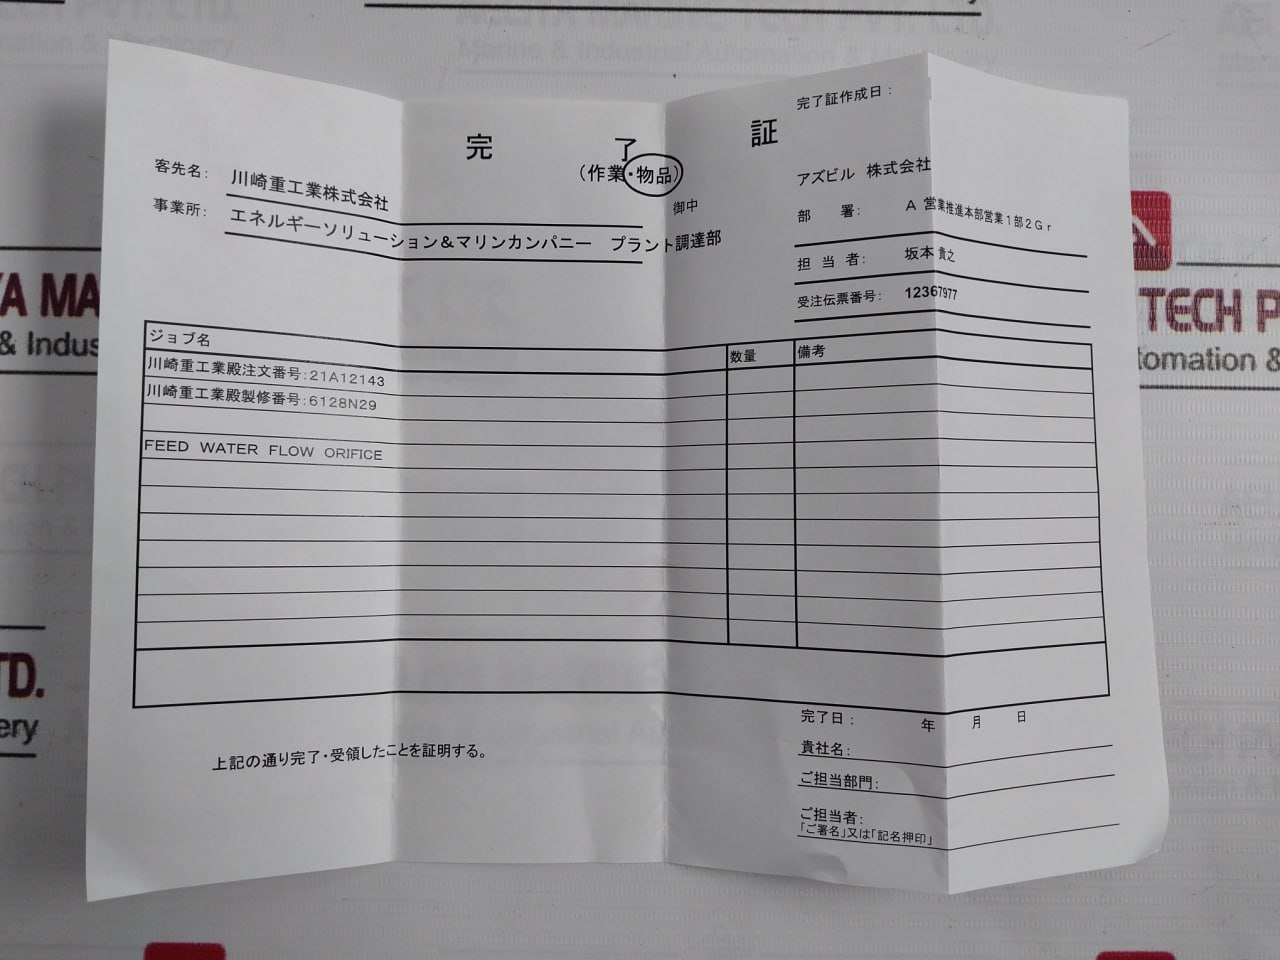 完了証作成日：
完了証
（作業・物品）
客先名： 川崎重工業株式会社
御中
事業所： エネルギーソリューション＆マリンカンパニー　プラント調達部
アズビル 株式会社
部署： A 営業推進本部営業１部２Ｇｒ
担当者： 坂本 貴之
受注伝票番号： 12367977
ジョブ名 数量 備考
川崎重工業殿注文番号：21A12143
川崎重工業殿製修番号：6128N29
FEED WATER FLOW ORIFICE
上記の通り完了・受領したことを証明する。
完了日： 年 月 日
貴社名：
ご担当部門：
ご担当者：
「ご署名」又は「記名押印」
YA MA
& Indus
TECH P
tomation &
TD.
ery